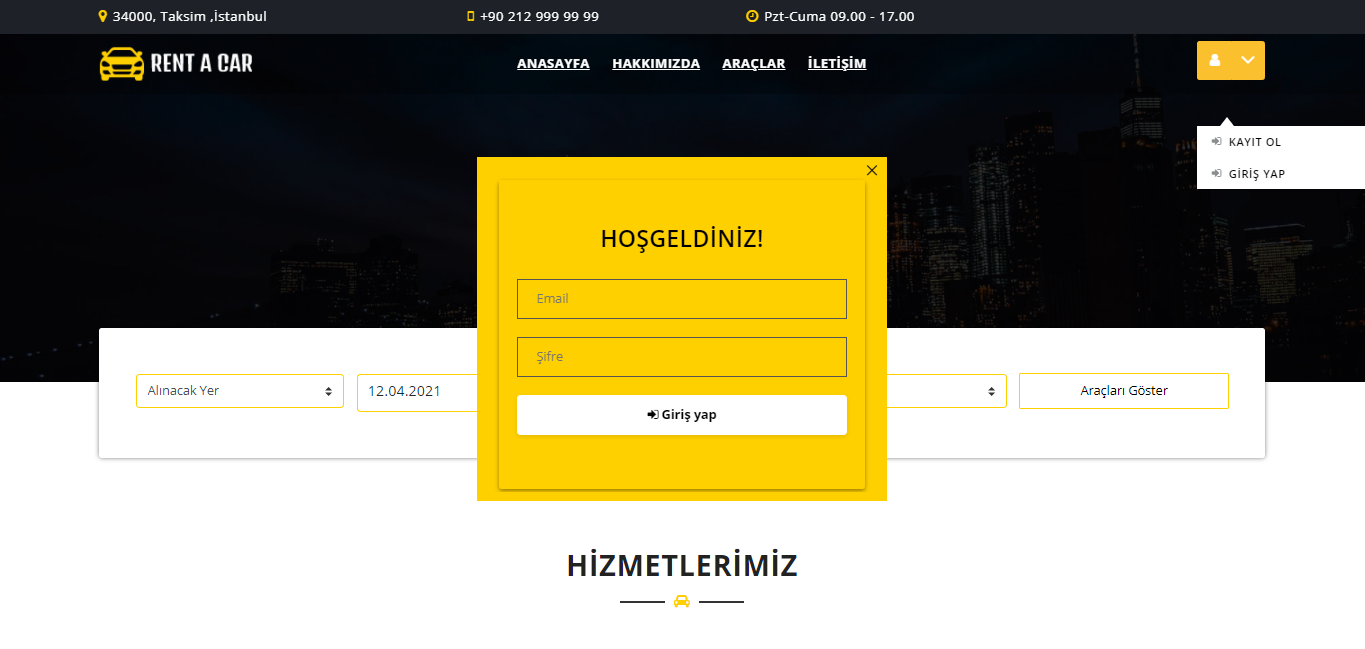 34000, Taksim ,İstanbul
+90 212 999 99 99
Pzt-Cuma 09.00 - 17.00
RENT A CAR
ANASAYFA
HAKKIMIZDA
ARAÇLAR
İLETİŞİM
KAYIT OL
GİRİŞ YAP
HOŞGELDİNİZ!
Email
Şifre
Giriş yap
Alınacak Yer
12.04.2021
Araçları Göster
HİZMETLERİMİZ